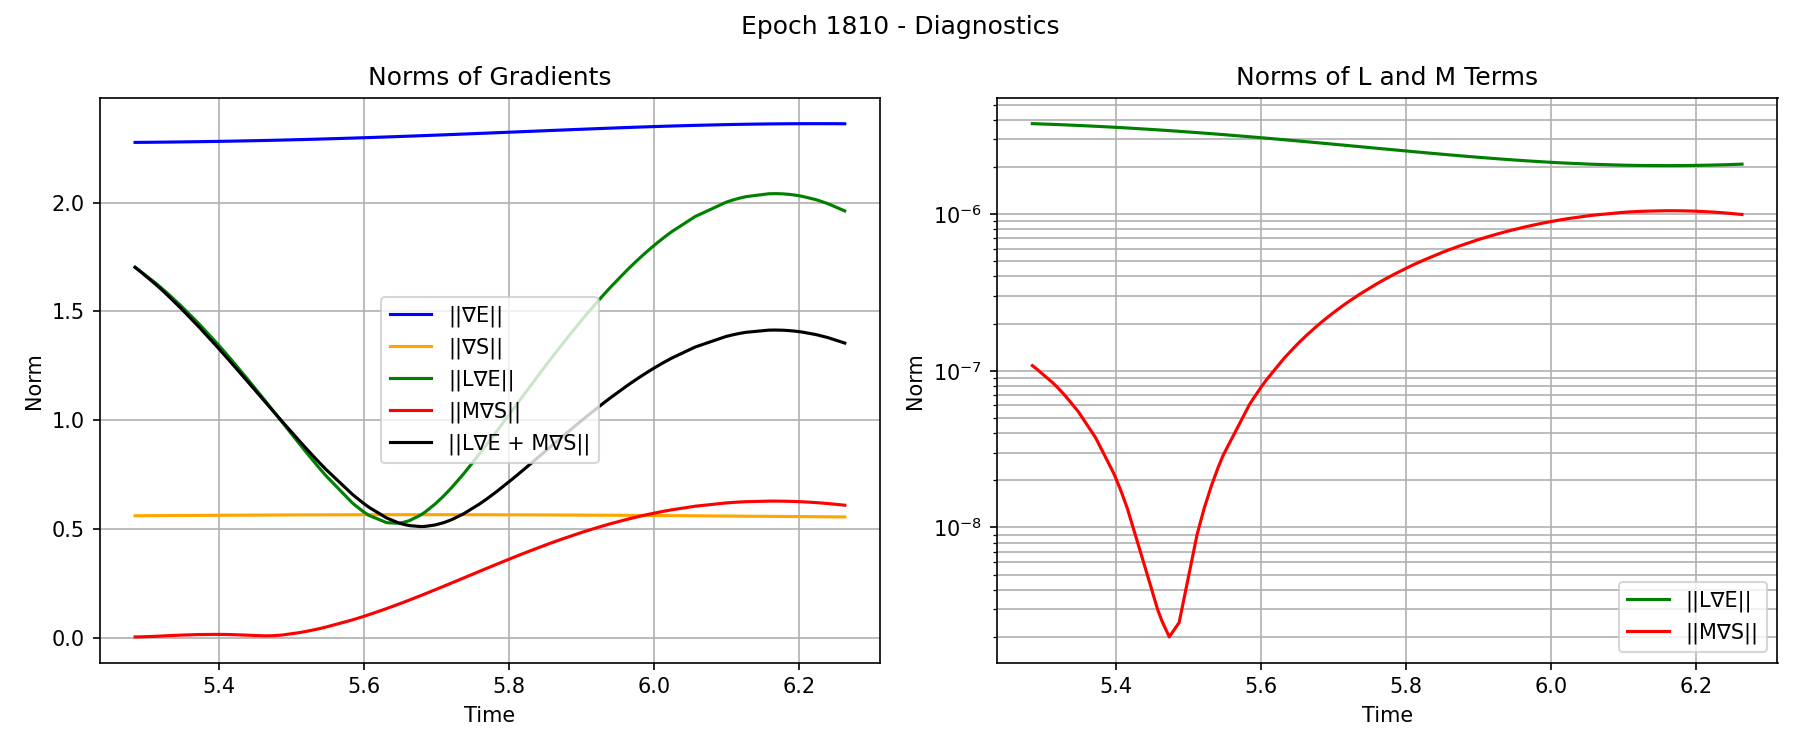 Epoch 1810 - Diagnostics
Norms of Gradients
Norm
2.0
1.5
1.0
0.5
0.0
||∇E||
||∇S||
||L∇E||
||M∇S||
||L∇E + M∇S||
5.4 5.6 5.8 6.0 6.2
Time
Norms of L and M Terms
Norm
10⁻⁶
10⁻⁷
10⁻⁸
||L∇E||
||M∇S||
5.4 5.6 5.8 6.0 6.2
Time